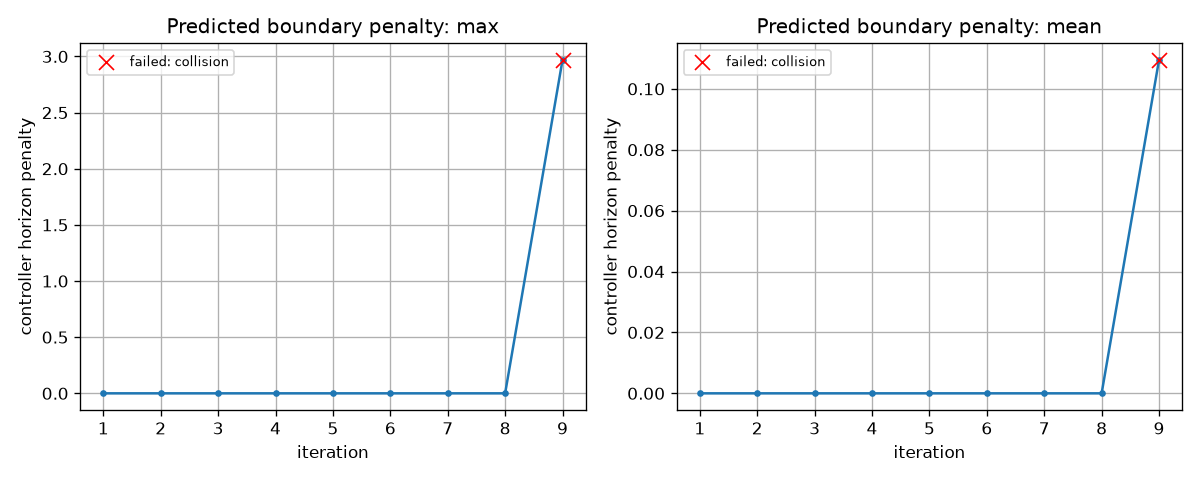 Predicted boundary penalty: max
failed: collision
controller horizon penalty
3.0
2.5
2.0
1.5
1.0
0.5
0.0
1 2 3 4 5 6 7 8 9
iteration
Predicted boundary penalty: mean
failed: collision
controller horizon penalty
0.10
0.08
0.06
0.04
0.02
0.00
1 2 3 4 5 6 7 8 9
iteration